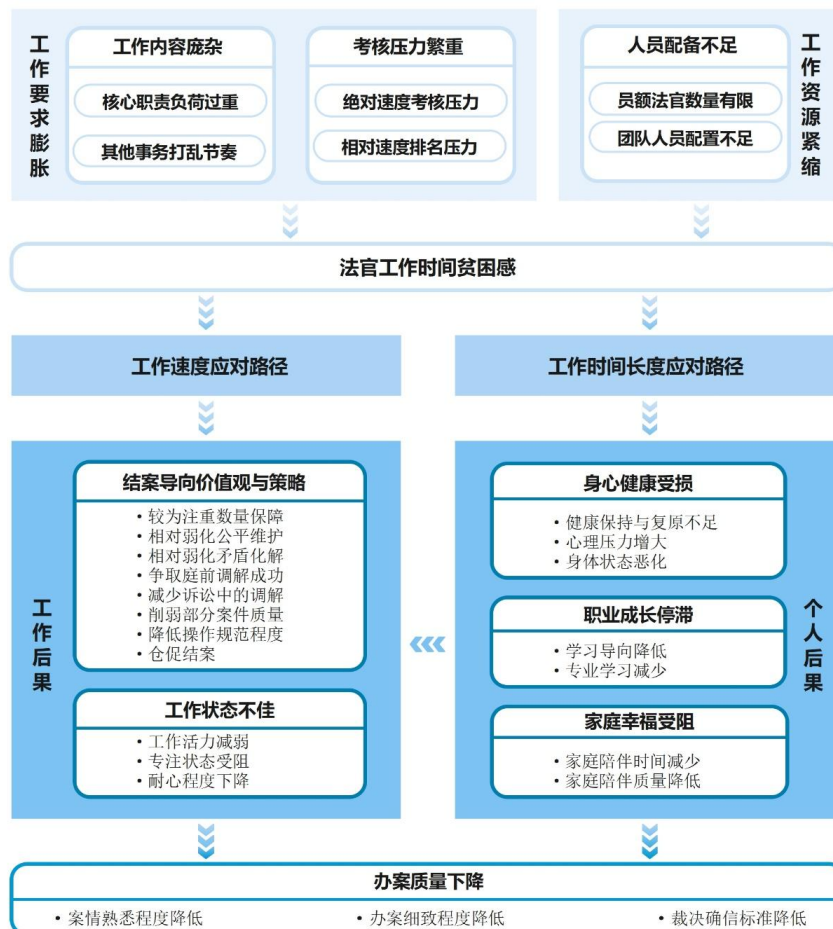 工作要求膨胀
工作内容庞杂
核心职责负荷过重
其他事务打乱节奏
考核压力繁重
绝对速度考核压力
相对速度排名压力
人员配备不足
员额法官数量有限
团队人员配置不足
工作资源紧缩
法官工作时间贫困感
工作速度应对路径
工作时间长度应对路径
工作后果
结案导向价值观与策略
• 较为注重数量保障
• 相对弱化公平维护
• 相对弱化矛盾化解
• 争取庭前调解成功
• 减少诉讼中的调解
• 削弱部分案件质量
• 降低操作规范程度
• 仓促结案
工作状态不佳
• 工作活力减弱
• 专注状态受阻
• 耐心程度下降
身心健康受损
• 健康保持与复原不足
• 心理压力增大
• 身体状态恶化
职业成长停滞
• 学习导向降低
• 专业学习减少
家庭幸福受阻
• 家庭陪伴时间减少
• 家庭陪伴质量降低
个人后果
办案质量下降
• 案情熟悉程度降低
• 办案细致程度降低
• 裁决确信标准降低